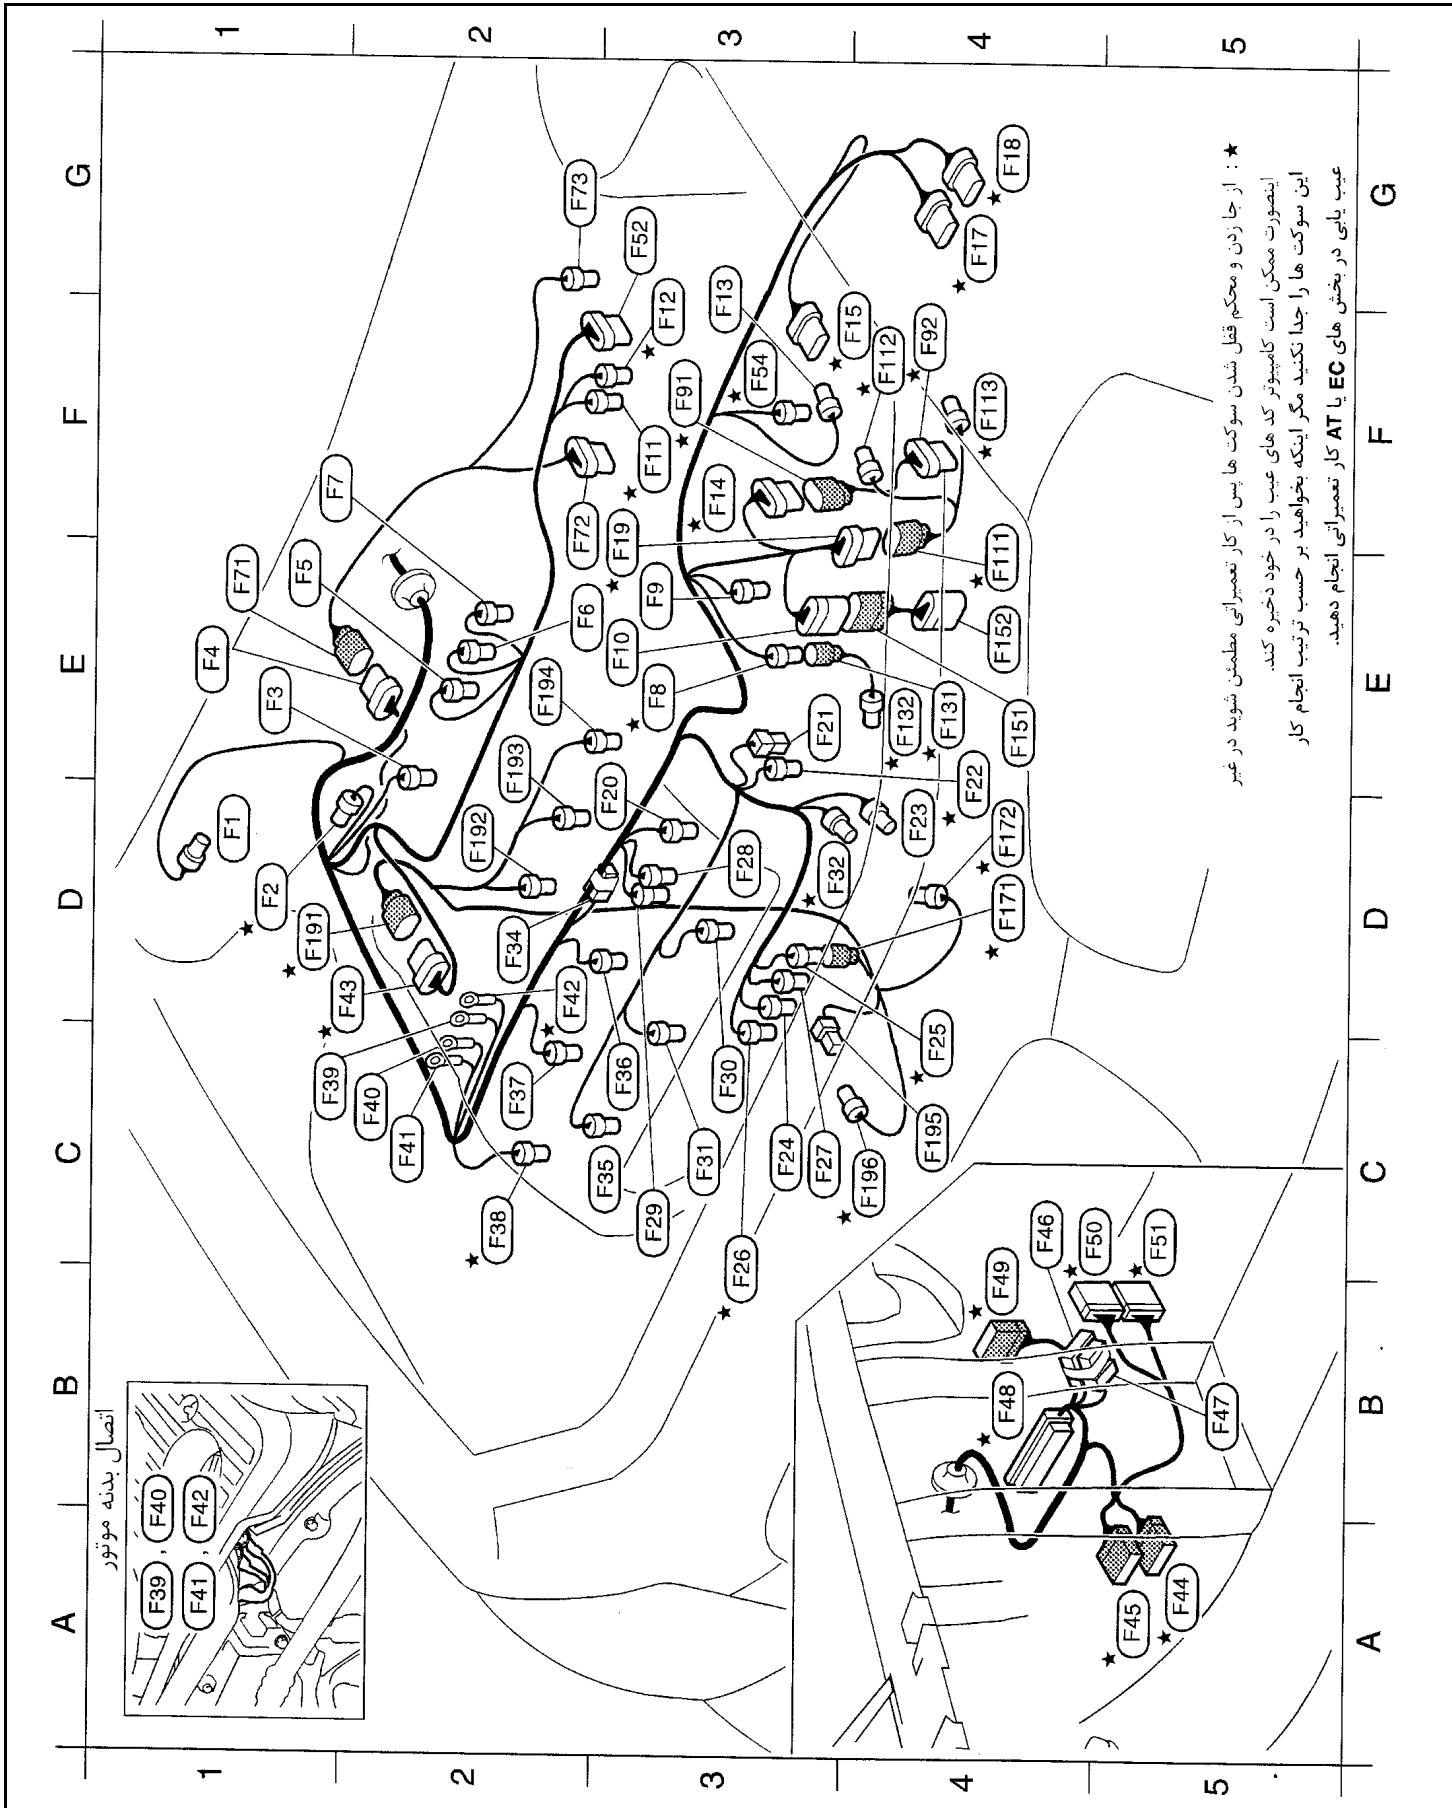 1
2
3
4
5
G
F
E
D
C
B
A
G
F
E
D
C
B
A
1
2
3
4
5
اتصال بدنه موتور
F39 , F40
F41 , F42
F1
★ F2
F3
F4
F5
F6
F7
★ F8
F9
F10
★ F11
★ F12
F13
★ F14
★ F15
★ F17
★ F18
★ F19
F20
F21
★ F22
F23
F24
★ F25
★ F26
F27
F28
F29
F30
F31
★ F32
F34
F35
F36
F37
★ F38
F39
F40
F41
★ F42
★ F43
★ F44
★ F45
F46
F47
★ F48
★ F49
★ F50
★ F51
F52
★ F54
F71
F72
F73
★ F91
★ F92
★ F111
★ F112
★ F113
★ F131
★ F132
F151
F152
★ F171
★ F172
★ F191
F192
F193
F194
F195
★ F196
★ : از جا زدن و محکم قفل شدن سوکت ها پس از کار تعمیراتی مطمئن شوید در غیر
اینصورت ممکن است کامپیوتر کد های عیب را در خود ذخیره کند.
این سوکت ها را جدا نکنید مگر اینکه بخواهید بر حسب ترتیب انجام کار
عیب یابی در بخش های EC یا AT کار تعمیراتی انجام دهید.